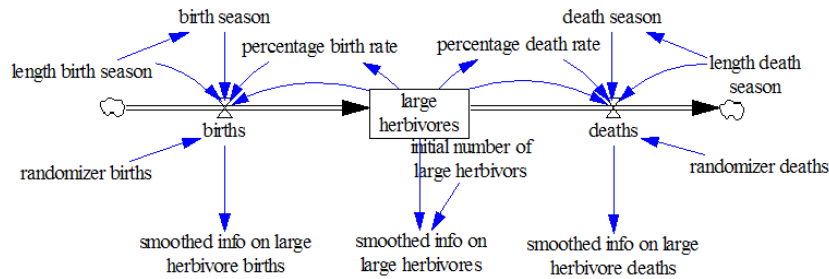 birth season
death season
percentage birth rate
percentage death rate
length birth season
length death
season
large
herbivores
births
deaths
initial number of
large herbivors
randomizer births
randomizer deaths
smoothed info on large
herbivore births
smoothed info on
large herbivores
smoothed info on large
herbivore deaths